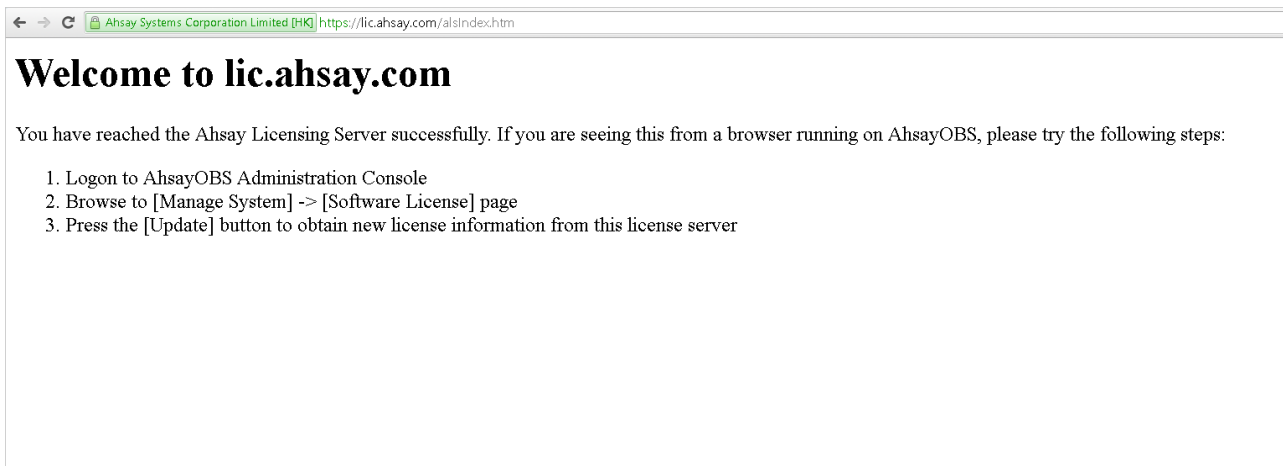 Ahsay Systems Corporation Limited [HK] https://lic.ahsay.com/alsIndex.htm
Welcome to lic.ahsay.com
You have reached the Ahsay Licensing Server successfully. If you are seeing this from a browser running on AhsayOBS, please try the following steps:
1. Logon to AhsayOBS Administration Console
2. Browse to [Manage System] -> [Software License] page
3. Press the [Update] button to obtain new license information from this license server